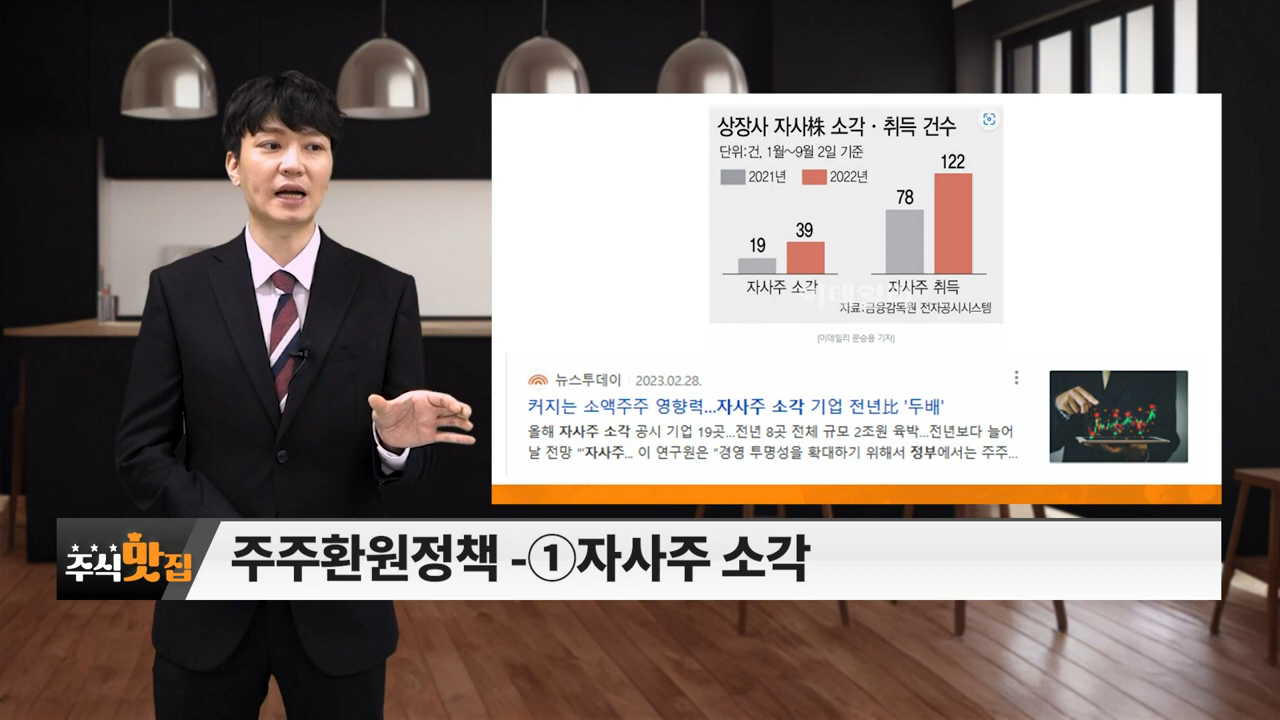 상장사 자사株 소각 · 취득 건수
단위:건, 1월~9월 2일 기준
2021년 2022년
19 39 78 122
자사주 소각 자사주 취득
자료:금융감독원 전자공시시스템
[이데일리 문승용 기자]
뉴스투데이 2023.02.28.
커지는 소액주주 영향력...자사주 소각 기업 전년比 '두배'
올해 자사주 소각 공시 기업 19곳...전년 8곳 전체 규모 2조원 육박...전년보다 늘어
날 전망 "'자사주... 이 연구원은 "경영 투명성을 확대하기 위해서 정부에서는 주주...
주식맛집
주주환원정책 -①자사주 소각